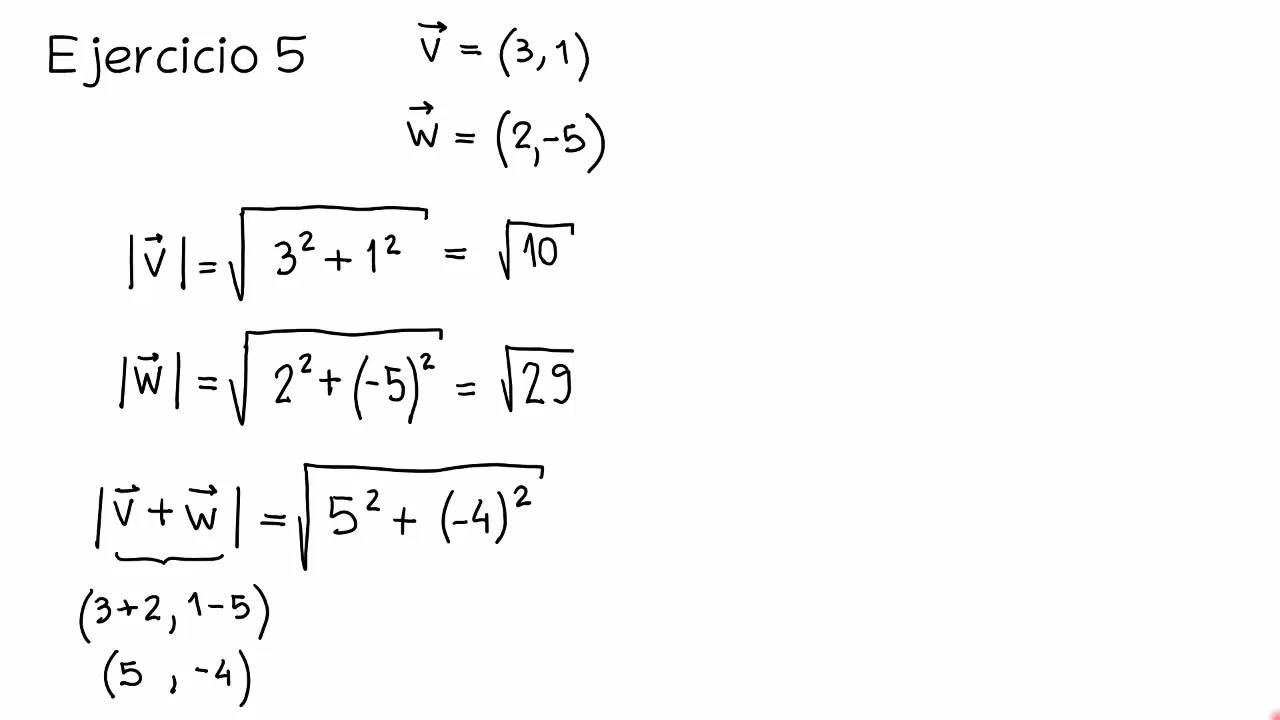 Ejercicio 5
v⃗ = (3, 1)
w⃗ = (2, -5)
|v⃗| = √(3² + 1²) = √10
|w⃗| = √(2² + (-5)²) = √29
|v⃗ + w⃗| = √(5² + (-4)²)
(3+2, 1-5)
(5 , -4)